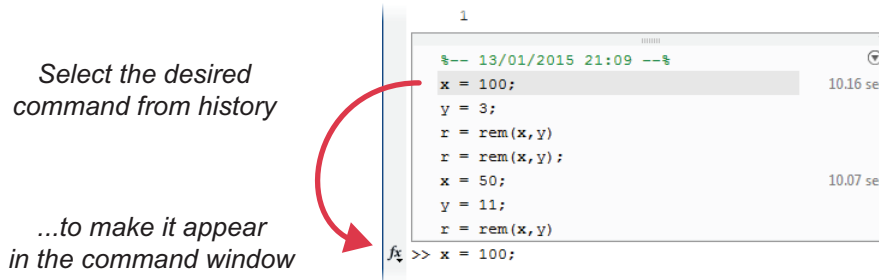 1
Select the desired
command from history
%-- 13/01/2015 21:09 --%
x = 100; 10.16 se
y = 3;
r = rem(x,y)
r = rem(x,y);
x = 50; 10.07 se
y = 11;
r = rem(x,y)
...to make it appear
in the command window
fx >> x = 100;